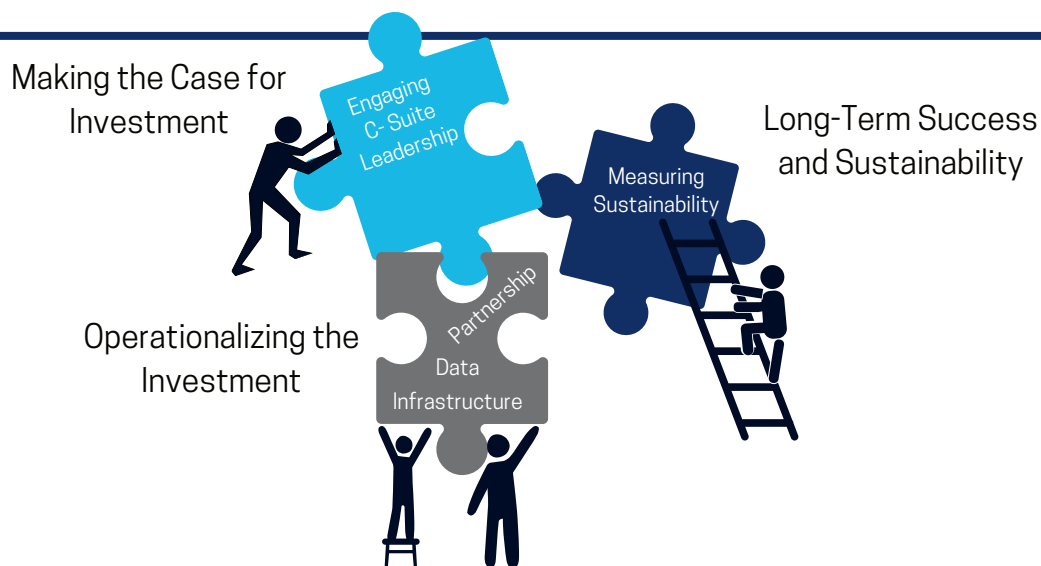 Making the Case for
Investment
Engaging
C- Suite
Leadership
Long-Term Success
and Sustainability
Measuring
Sustainability
Operationalizing the
Investment
Partnership
Data
Infrastructure